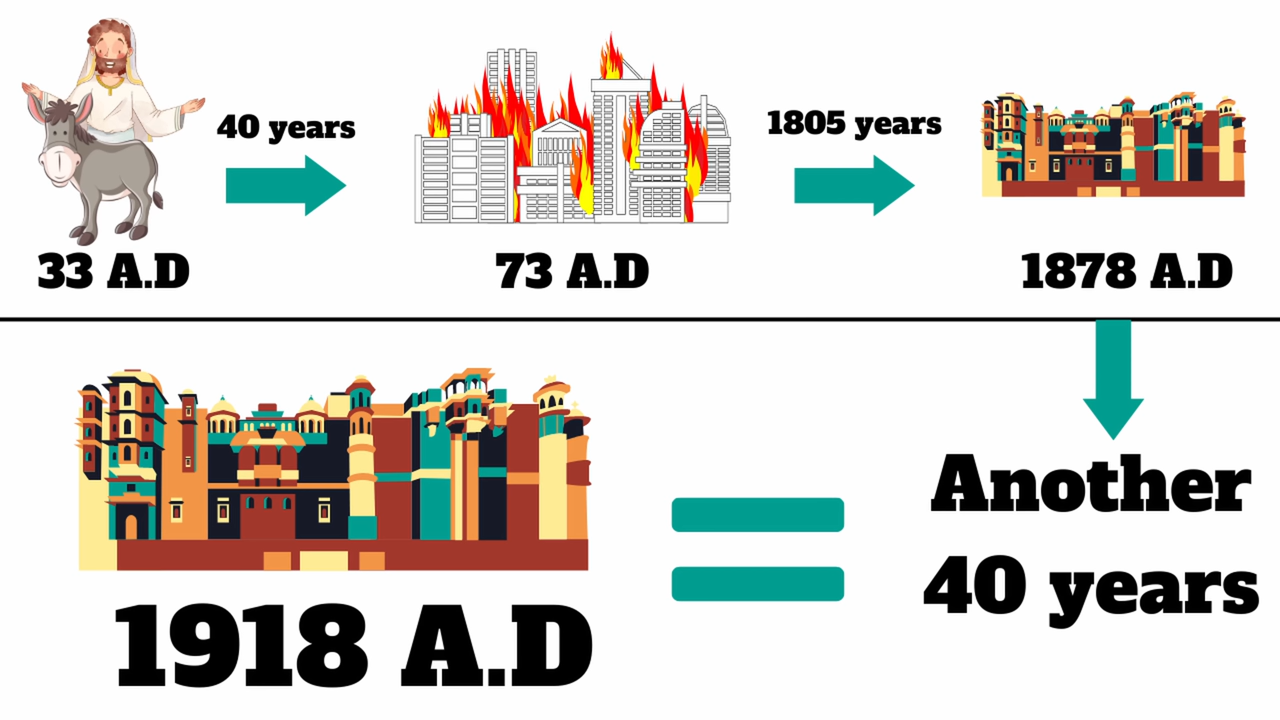 40 years
1805 years
33 A.D
73 A.D
1878 A.D
Another
40 years
1918 A.D